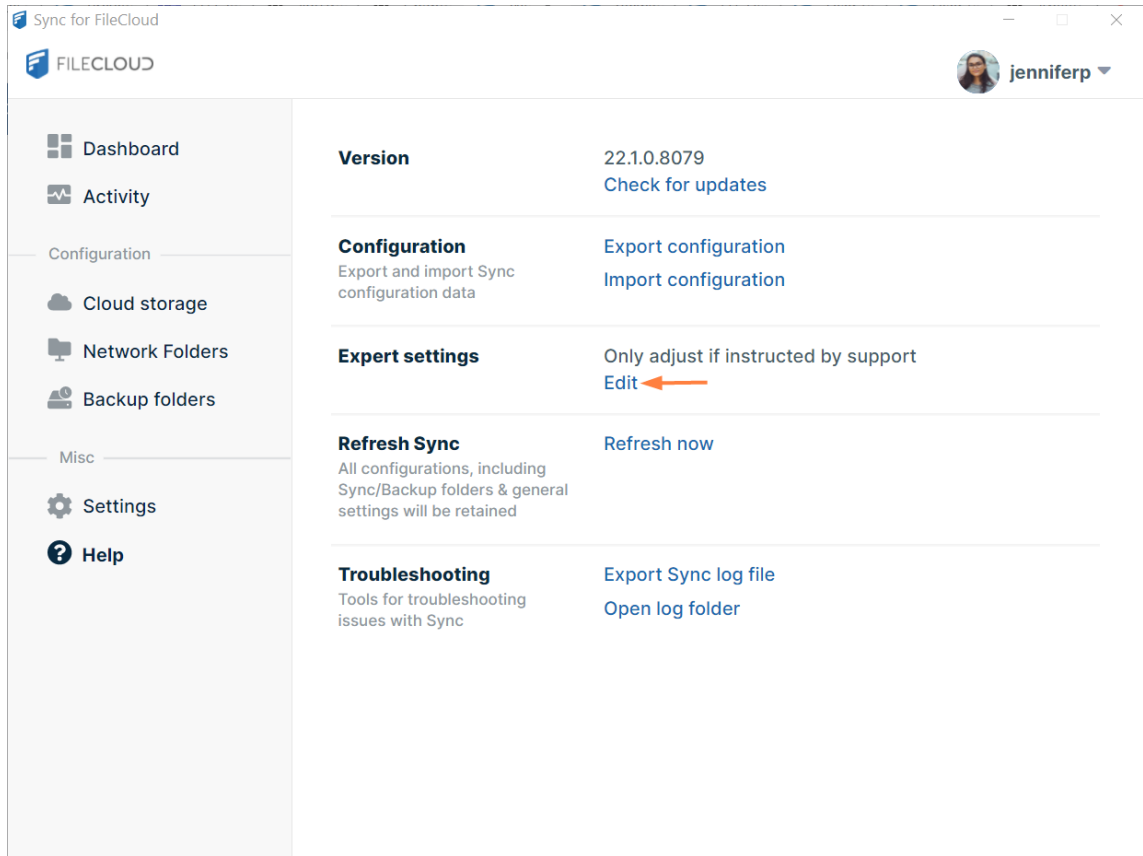 Sync for FileCloud
FILECLOUD
jenniferp
Dashboard
Activity
Configuration
Cloud storage
Network Folders
Backup folders
Misc
Settings
Help
Version
22.1.0.8079
Check for updates
Configuration
Export and import Sync
configuration data
Export configuration
Import configuration
Expert settings
Only adjust if instructed by support
Edit
Refresh Sync
All configurations, including
Sync/Backup folders & general
settings will be retained
Refresh now
Troubleshooting
Tools for troubleshooting
issues with Sync
Export Sync log file
Open log folder